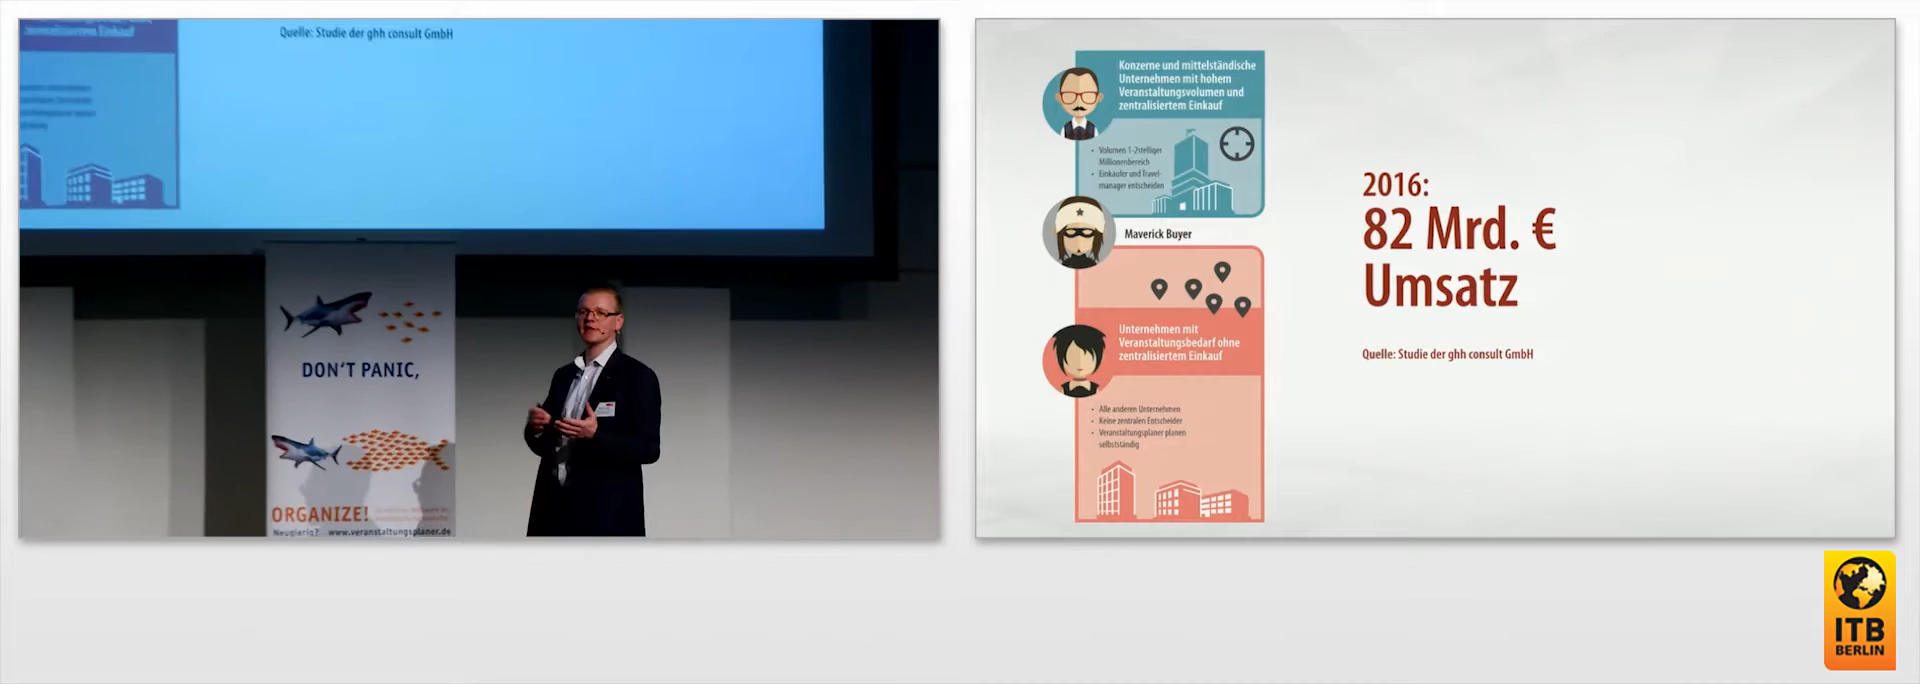 Quelle: Studie der ghh consult GmbH
DON'T PANIC,
ORGANIZE!
Neugierig? www.veranstaltungsplaner.de
Konzerne und mittelständische
Unternehmen mit hohem
Veranstaltungsvolumen und
zentralisiertem Einkauf
• Volumen 1-2stelliger
Millionenbereich
• Einkäufer und Travel-
manager entscheiden
Maverick Buyer
Unternehmen mit
Veranstaltungsbedarf ohne
zentralisiertem Einkauf
• Alle anderen Unternehmen
• Keine zentralen Entscheider
• Veranstaltungsplaner planen
selbstständig
2016:
82 Mrd. €
Umsatz
Quelle: Studie der ghh consult GmbH
ITB
BERLIN